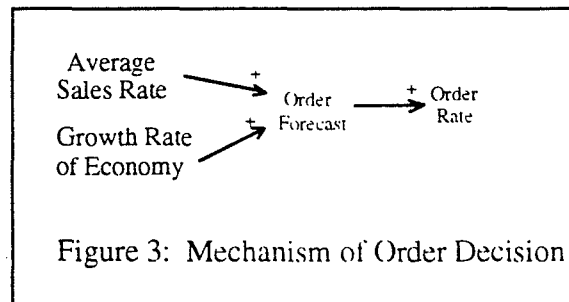 Average
Sales Rate
+
Growth Rate
of Economy
+
Order
Forecast
+
Order
Rate
Figure 3: Mechanism of Order Decision